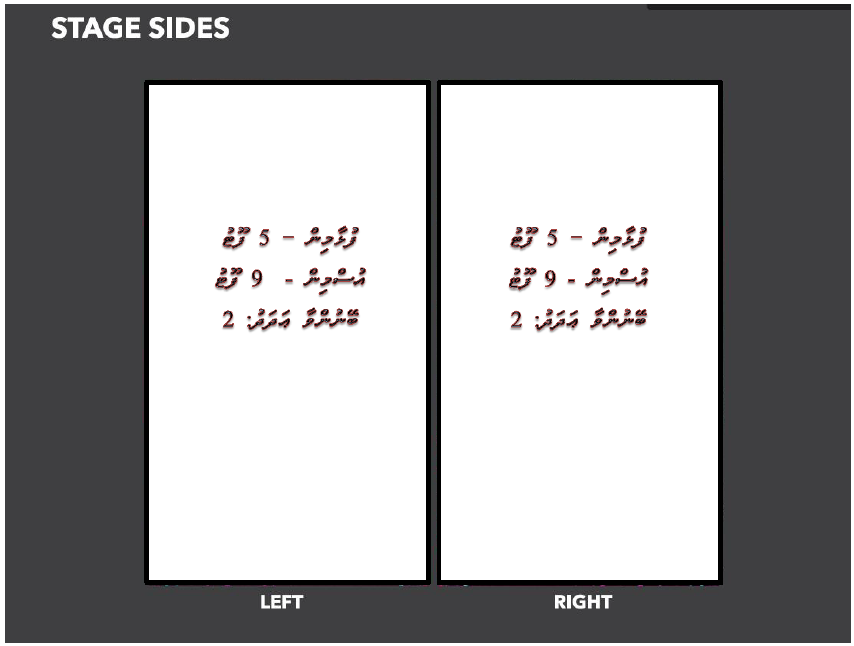 STAGE SIDES
ފުޅާމިން – 5 ފޫޓު
އުސްމިން - 9 ފޫޓު
ބޭނުންވާ އަދަދު: 2
LEFT
ފުޅާމިން – 5 ފޫޓު
އުސްމިން - 9 ފޫޓު
ބޭނުންވާ އަދަދު: 2
RIGHT